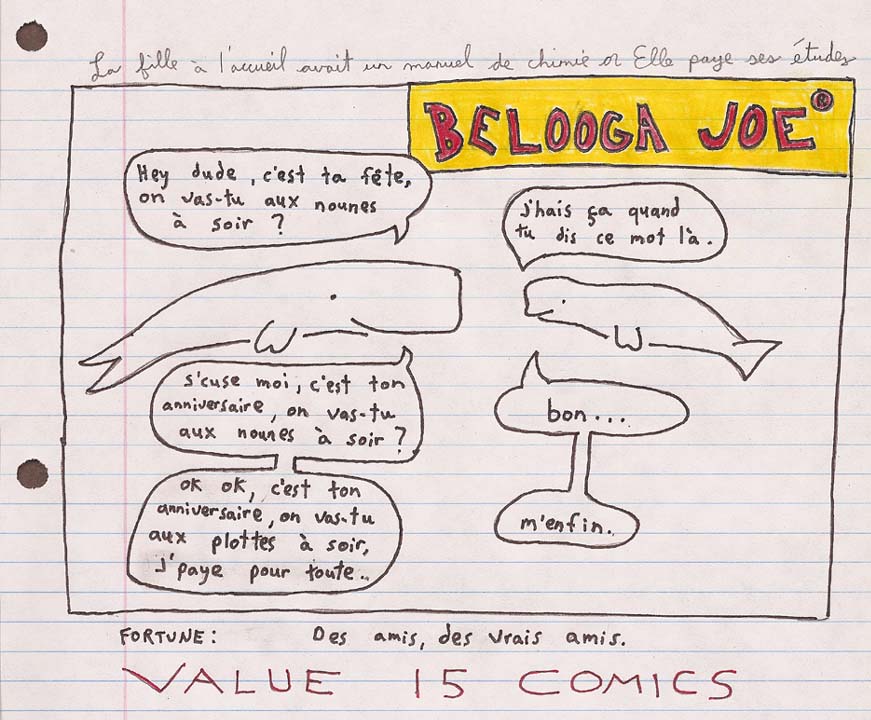 La fille à l'accueil avait un manuel de chimie or Elle paye ses études
BELOOGA JOE®
Hey dude, c'est ta fête,
on vas-tu aux nounes
à soir ?
J'hais ça quand
tu dis ce mot là.
s'cuse moi, c'est ton
anniversaire, on vas-tu
aux nounes à soir ?
bon...
OK OK, c'est ton
anniversaire, on vas-tu
aux plottes à soir,
J'paye pour toute..
m'enfin.
FORTUNE: Des amis, des vrais amis.
VALUE 15 COMICS